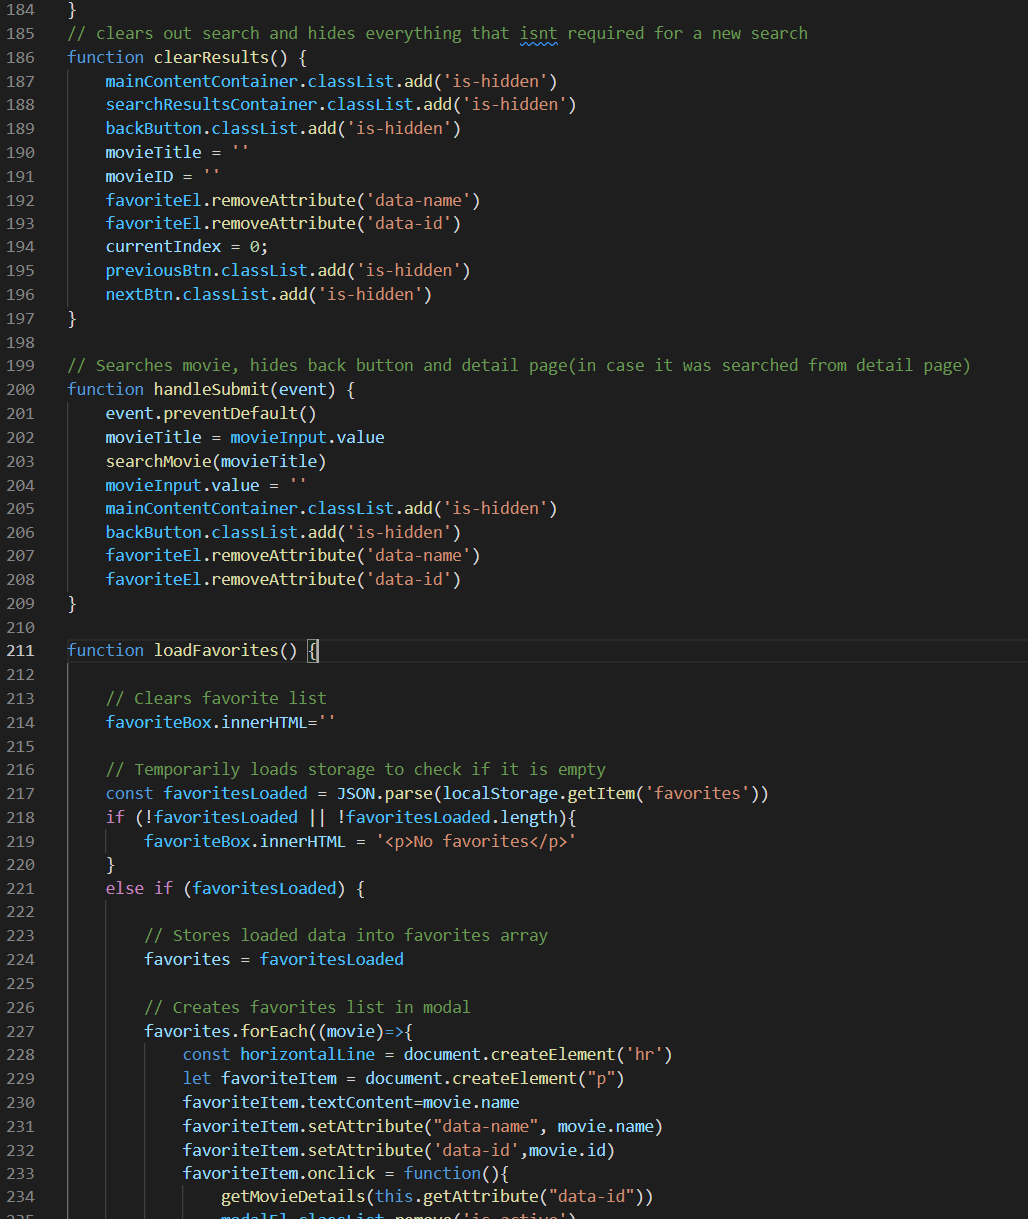 184 }
185 // clears out search and hides everything that isnt required for a new search
186 function clearResults() {
187 mainContentContainer.classList.add('is-hidden')
188 searchResultsContainer.classList.add('is-hidden')
189 backButton.classList.add('is-hidden')
190 movieTitle = ''
191 movieID = ''
192 favoriteEl.removeAttribute('data-name')
193 favoriteEl.removeAttribute('data-id')
194 currentIndex = 0;
195 previousBtn.classList.add('is-hidden')
196 nextBtn.classList.add('is-hidden')
197 }
198
199 // Searches movie, hides back button and detail page(in case it was searched from detail page)
200 function handleSubmit(event) {
201 event.preventDefault()
202 movieTitle = movieInput.value
203 searchMovie(movieTitle)
204 movieInput.value = ''
205 mainContentContainer.classList.add('is-hidden')
206 backButton.classList.add('is-hidden')
207 favoriteEl.removeAttribute('data-name')
208 favoriteEl.removeAttribute('data-id')
209 }
210
211 function loadFavorites() {
212
213 // Clears favorite list
214 favoriteBox.innerHTML=''
215
216 // Temporarily loads storage to check if it is empty
217 const favoritesLoaded = JSON.parse(localStorage.getItem('favorites'))
218 if (!favoritesLoaded || !favoritesLoaded.length){
219 favoriteBox.innerHTML = '<p>No favorites</p>'
220 }
221 else if (favoritesLoaded) {
222
223 // Stores loaded data into favorites array
224 favorites = favoritesLoaded
225
226 // Creates favorites list in modal
227 favorites.forEach((movie)=>{
228 const horizontalLine = document.createElement('hr')
229 let favoriteItem = document.createElement("p")
230 favoriteItem.textContent=movie.name
231 favoriteItem.setAttribute("data-name", movie.name)
232 favoriteItem.setAttribute('data-id',movie.id)
233 favoriteItem.onclick = function(){
234 getMovieDetails(this.getAttribute("data-id"))
235 modalEl.classList.remove('is-active')